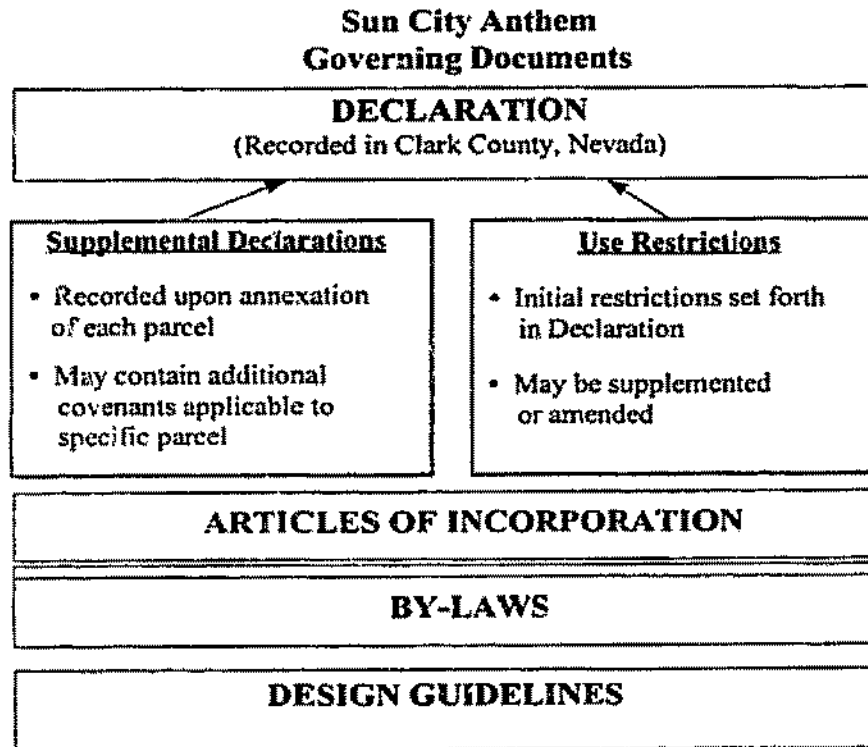 Sun City Anthem
Governing Documents
DECLARATION
(Recorded in Clark County, Nevada)
Supplemental Declarations
• Recorded upon annexation
of each parcel
• May contain additional
covenants applicable to
specific parcel
Use Restrictions
• Initial restrictions set forth
in Declaration
• May be supplemented
or amended
ARTICLES OF INCORPORATION
BY-LAWS
DESIGN GUIDELINES